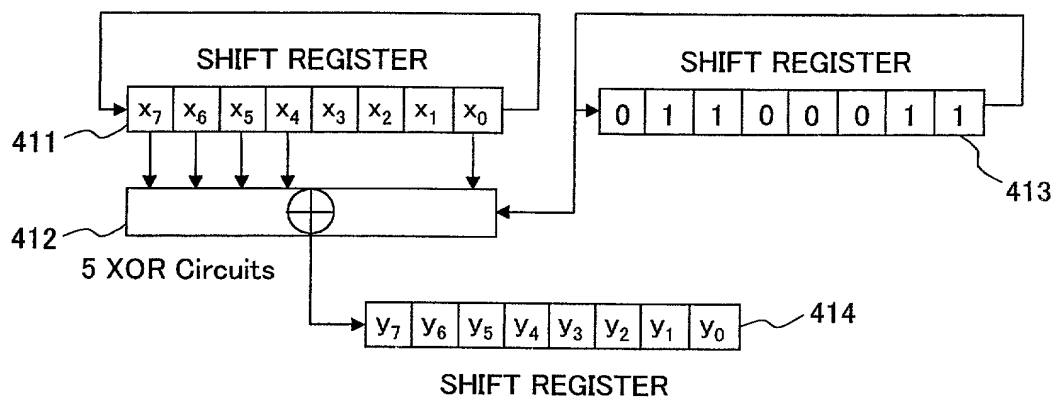 SHIFT REGISTER
SHIFT REGISTER
x7 x6 x5 x4 x3 x2 x1 x0
0 1 1 0 0 0 1 1
411
413
412
5 XOR Circuits
y7 y6 y5 y4 y3 y2 y1 y0
414
SHIFT REGISTER